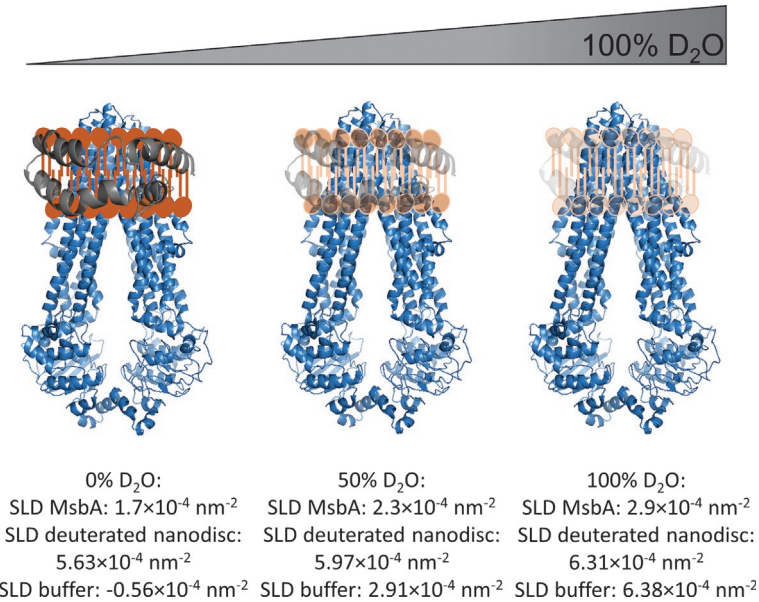 100% D₂O
0% D₂O:
SLD MsbA: 1.7×10⁻⁴ nm⁻²
SLD deuterated nanodisc:
5.63×10⁻⁴ nm⁻²
SLD buffer: -0.56×10⁻⁴ nm⁻²
50% D₂O:
SLD MsbA: 2.3×10⁻⁴ nm⁻²
SLD deuterated nanodisc:
5.97×10⁻⁴ nm⁻²
SLD buffer: 2.91×10⁻⁴ nm⁻²
100% D₂O:
SLD MsbA: 2.9×10⁻⁴ nm⁻²
SLD deuterated nanodisc:
6.31×10⁻⁴ nm⁻²
SLD buffer: 6.38×10⁻⁴ nm⁻²